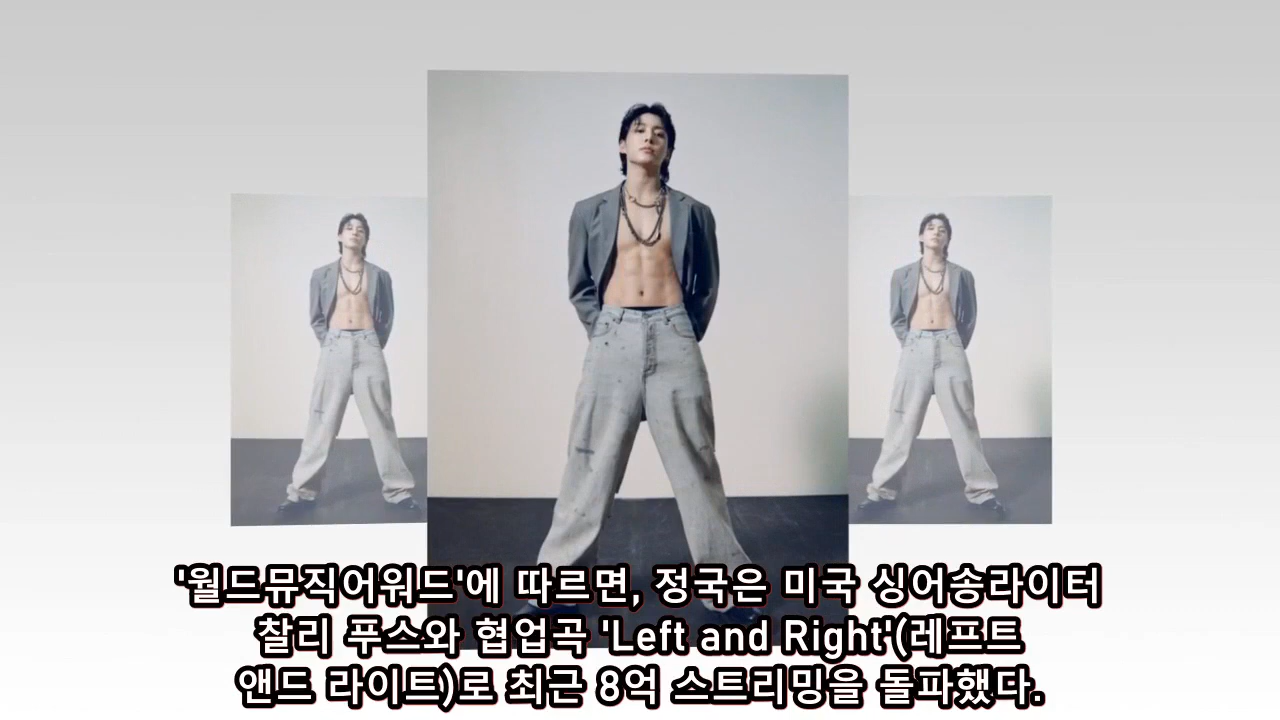 '월드뮤직어워드'에 따르면, 정국은 미국 싱어송라이터
찰리 푸스와 협업곡 'Left and Right'(레프트
앤드 라이트)로 최근 8억 스트리밍을 돌파했다.